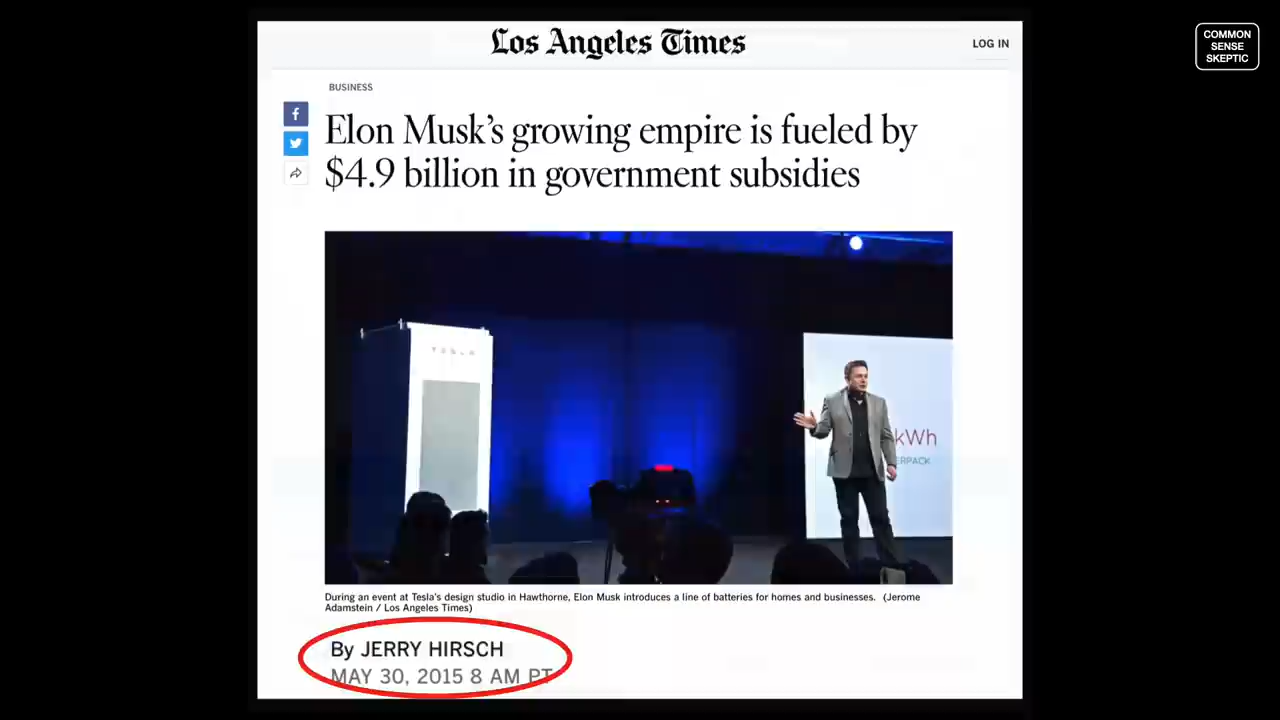 COMMON
SENSE
SKEPTIC
Los Angeles Times
LOG IN
BUSINESS
Elon Musk's growing empire is fueled by
$4.9 billion in government subsidies
TESLA
kWh
ERPACK
During an event at Tesla's design studio in Hawthorne, Elon Musk introduces a line of batteries for homes and businesses. (Jerome
Adamstein / Los Angeles Times)
By JERRY HIRSCH
MAY 30, 2015 8 AM PT